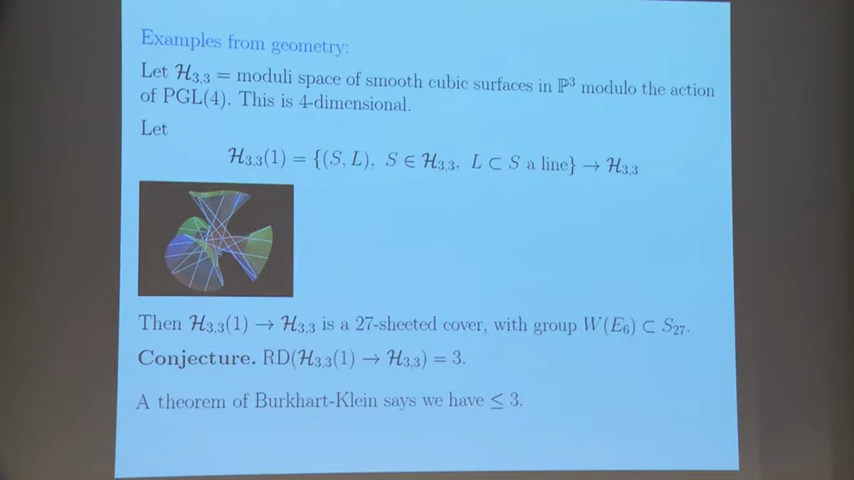 Examples from geometry:
Let ℋ₃,₃ = moduli space of smooth cubic surfaces in ℙ³ modulo the action
of PGL(4). This is 4-dimensional.
Let
ℋ₃,₃(1) = {(S, L), S ∈ ℋ₃,₃, L ⊂ S a line} → ℋ₃,₃
Then ℋ₃,₃(1) → ℋ₃,₃ is a 27-sheeted cover, with group W(E₆) ⊂ S₂₇.
Conjecture. RD(ℋ₃,₃(1) → ℋ₃,₃) = 3.
A theorem of Burkhart-Klein says we have ≤ 3.